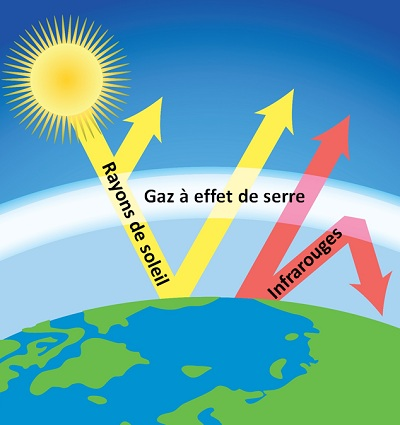 Gaz à effet de serre
Rayons de soleil
Infrarouges